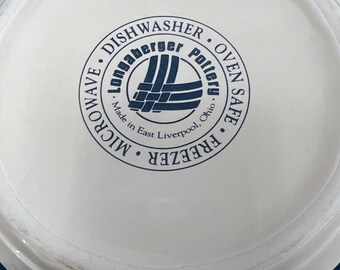 MICROWAVE • DISHWASHER • OVEN SAFE • FREEZER •
Longaberger Pottery
• Made in East Liverpool, Ohio •